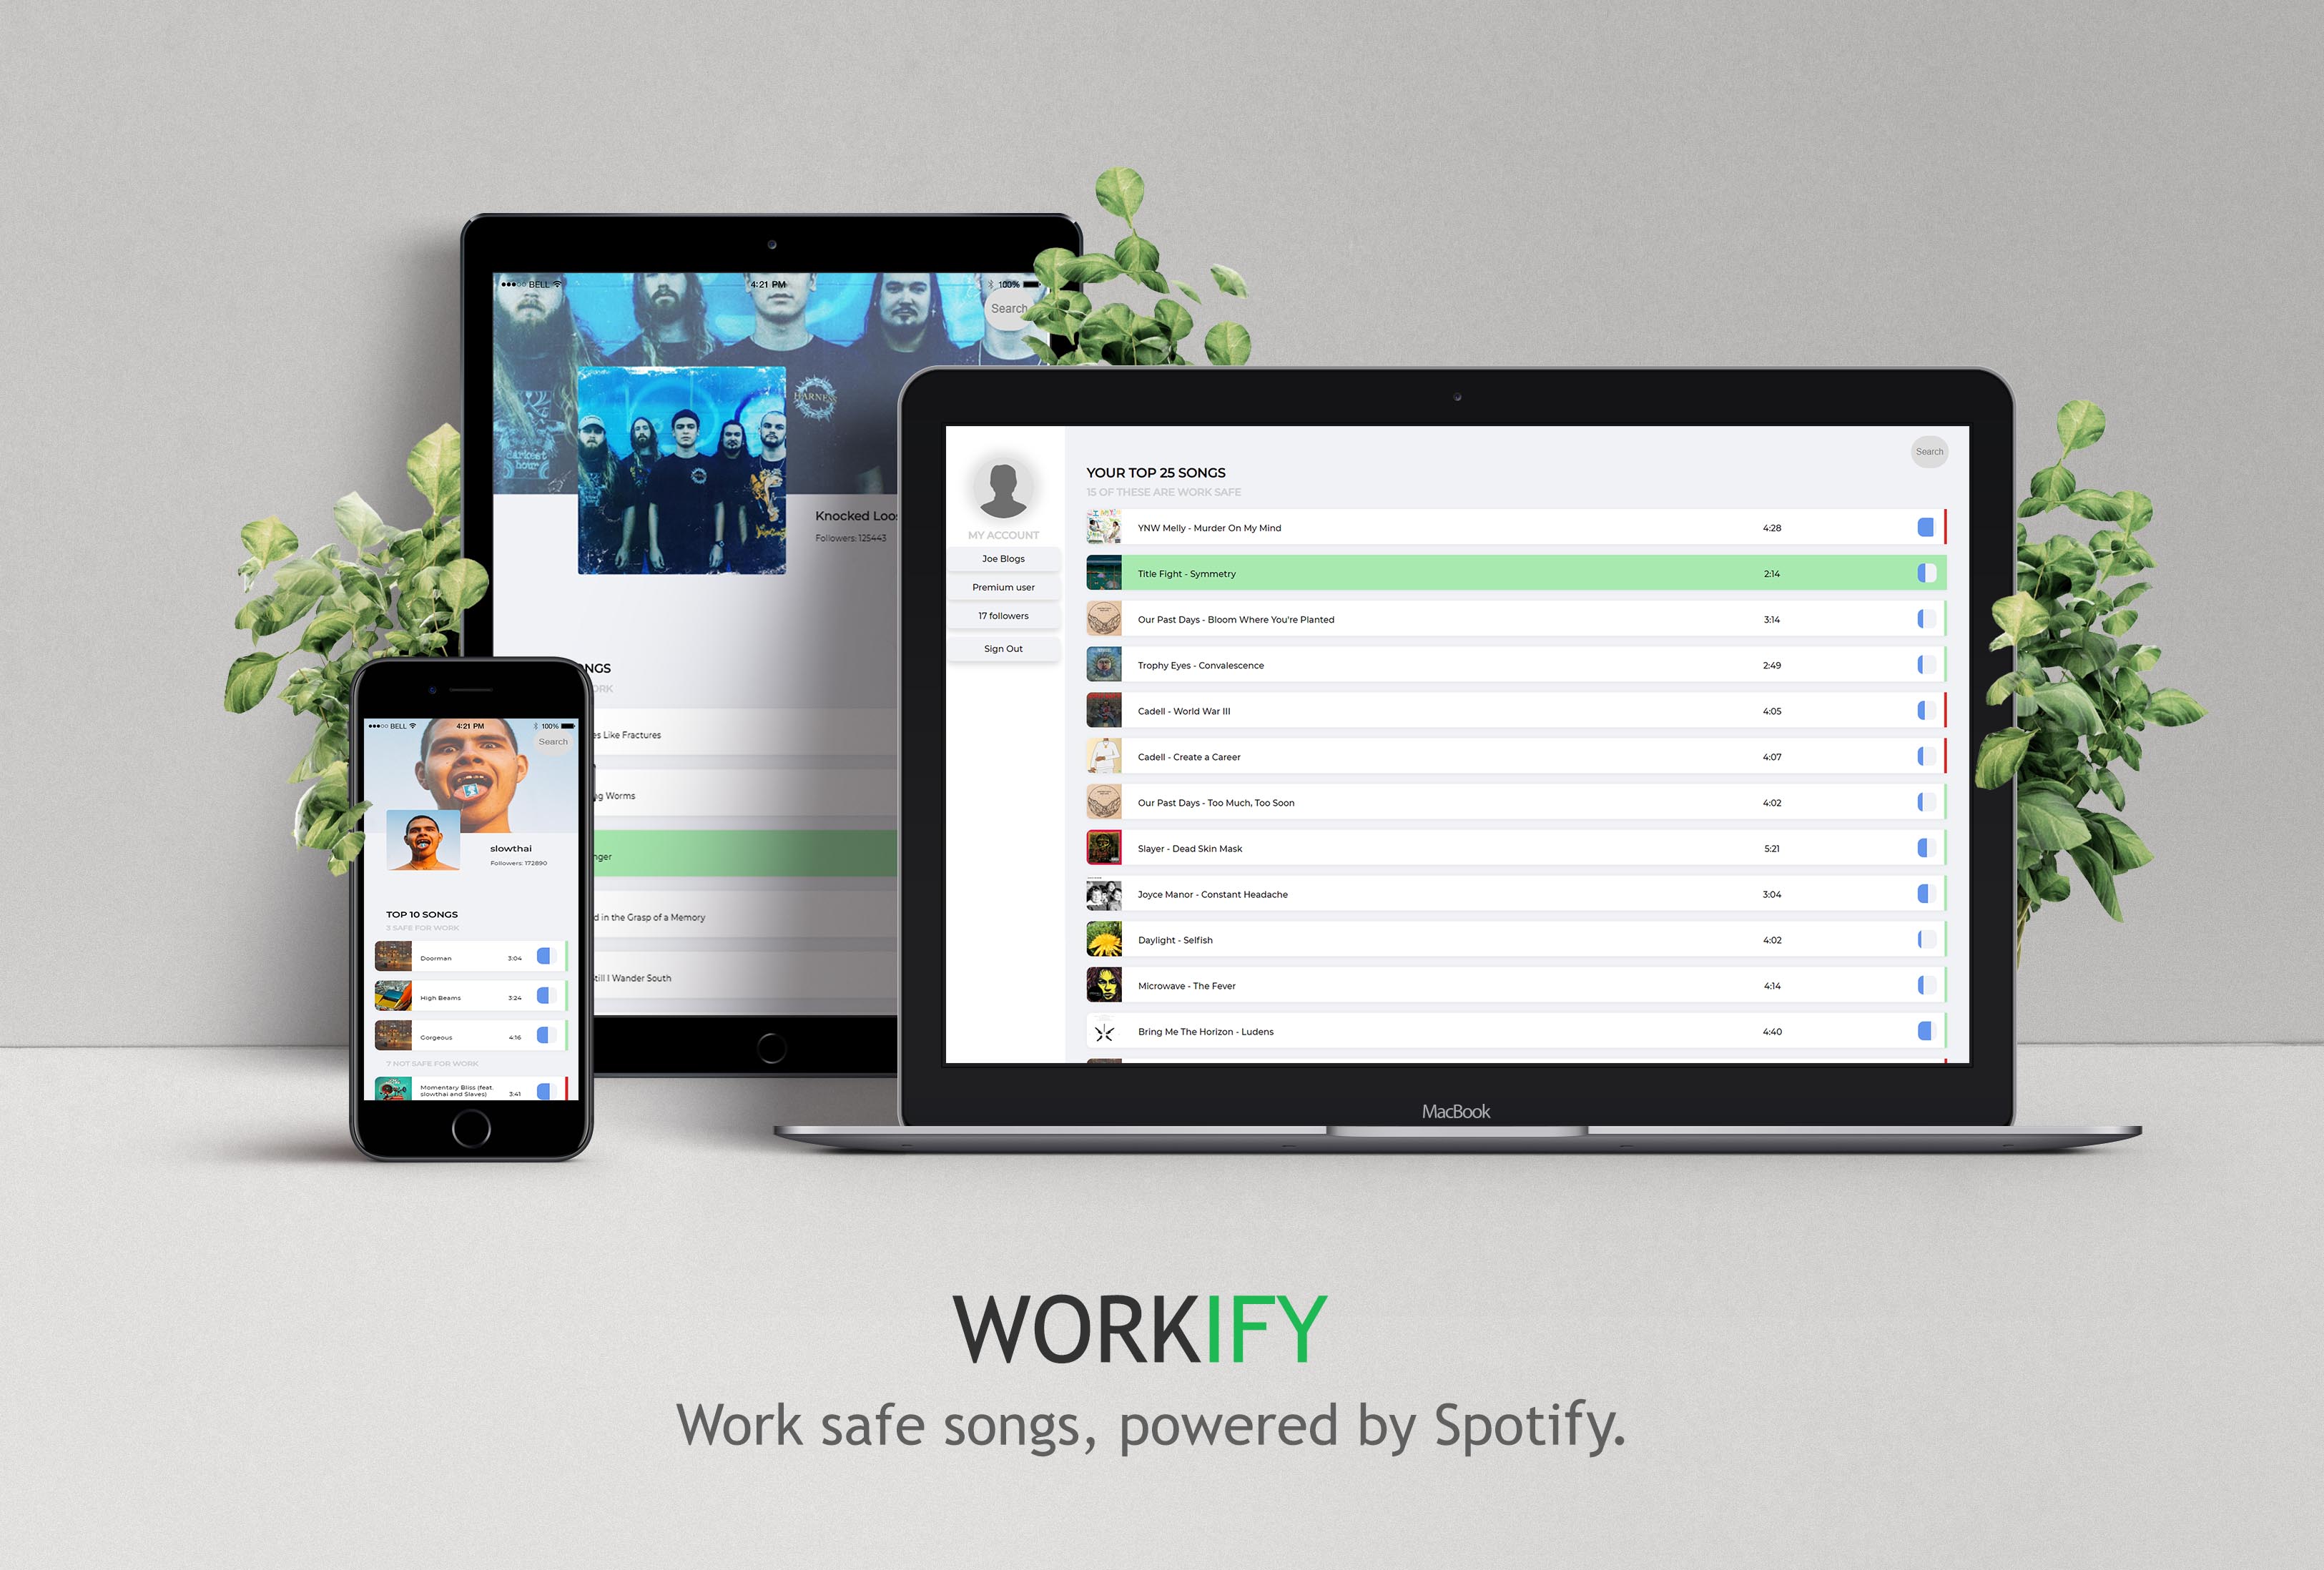 ●●●○○ BELL 4:21 PM 100%
Search
HARNESS
darkest
hour
Knocked Loos
Followers: 125443
NGS
ORK
es Like Fractures
ng Worms
nger
d in the Grasp of a Memory
till I Wander South
●●●○○ BELL 4:21 PM 100%
Search
slowthai
Followers: 172890
TOP 10 SONGS
3 SAFE FOR WORK
Doorman 3:04
High Beams 3:24
Gorgeous 4:16
7 NOT SAFE FOR WORK
Momentary Bliss (feat.
slowthai and Slaves) 3:41
Search
MY ACCOUNT
Joe Blogs
Premium user
17 followers
Sign Out
YOUR TOP 25 SONGS
15 OF THESE ARE WORK SAFE
YNW Melly - Murder On My Mind 4:28
Title Fight - Symmetry 2:14
Our Past Days - Bloom Where You're Planted 3:14
Trophy Eyes - Convalescence 2:49
Cadell - World War III 4:05
Cadell - Create a Career 4:07
Our Past Days - Too Much, Too Soon 4:02
Slayer - Dead Skin Mask 5:21
Joyce Manor - Constant Headache 3:04
Daylight - Selfish 4:02
Microwave - The Fever 4:14
Bring Me The Horizon - Ludens 4:40
MacBook
WORKIFY
Work safe songs, powered by Spotify.